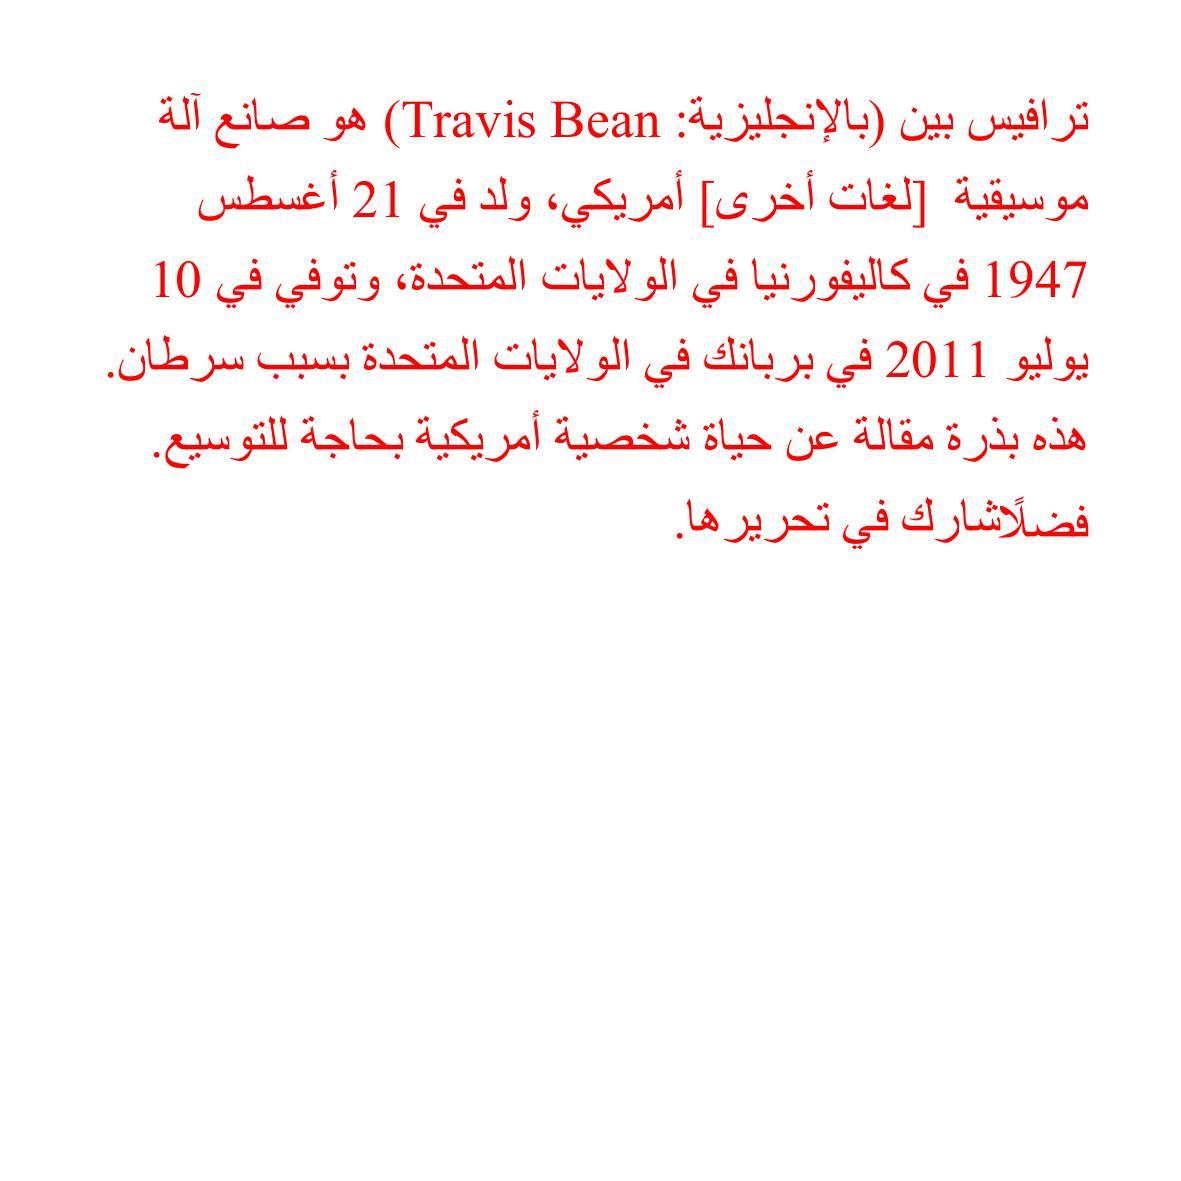 ترافيس بين (بالإنجليزية: Travis Bean) هو صانع آلة
موسيقية  [لغات أخرى] أمريكي، ولد في 21 أغسطس
1947 في كاليفورنيا في الولايات المتحدة، وتوفي في 10
يوليو 2011 في بربانك في الولايات المتحدة بسبب سرطان.
هذه بذرة مقالة عن حياة شخصية أمريكية بحاجة للتوسيع.
فضلًاشارك في تحريرها.